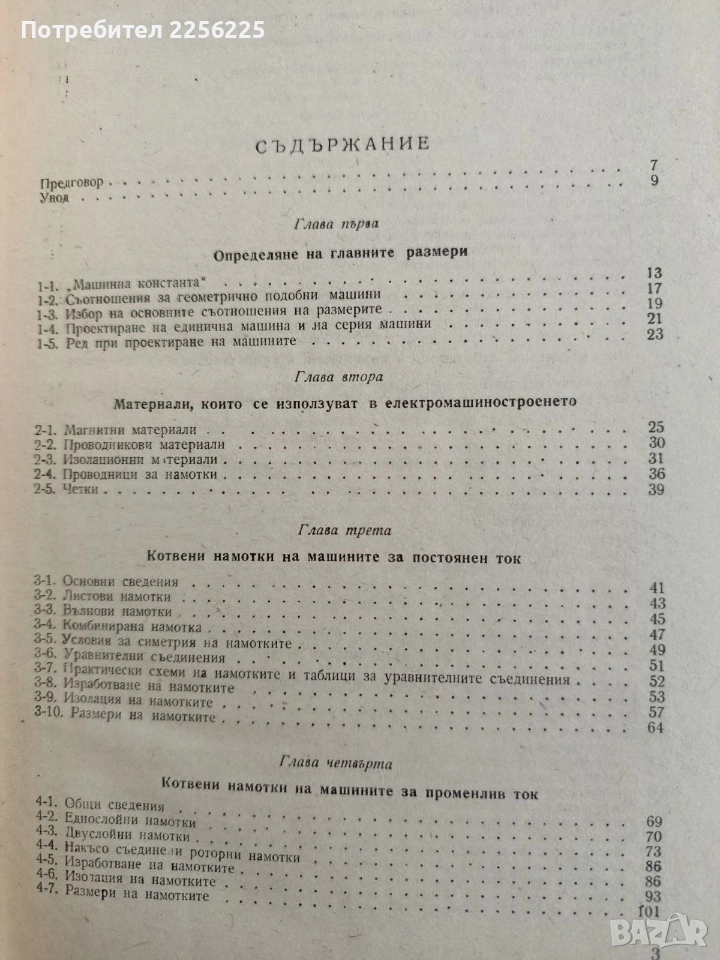 Потребител 2256225
СЪДЪРЖАНИЕ
Предговор 7
Увод 9
Глава първа
Определяне на главните размери
1-1. „Машинна константа“ 13
1-2. Съотношения за геометрично подобни машини 17
1-3. Избор на основните съотношения на размерите 19
1-4. Проектиране на единична машина и на серия машини 21
1-5. Ред при проектиране на машините 23
Глава втора
Материали, които се използуват в електромашиностроенето
2-1. Магнитни материали 25
2-2. Проводникови материали 30
2-3. Изолационни материали 31
2-4. Проводници за намотки 36
2-5. Четки 39
Глава трета
Котвени намотки на машините за постоянен ток
3-1. Основни сведения 41
3-2. Листови намотки 43
3-3. Вълнови намотки 45
3-4. Комбинирана намотка 47
3-5. Условия за симетрия на намотките 49
3-6. Уравнителни съединения 51
3-7. Практически схеми на намотките и таблици за уравнителните съединения 52
3-8. Изработване на намотките 53
3-9. Изолация на намотките 57
3-10. Размери на намотките 64
Глава четвърта
Котвени намотки на машините за променлив ток
4-1. Общи сведения 69
4-2. Еднослойни намотки 70
4-3. Двуслойни намотки 73
4-4. Накъсо съединени роторни намотки 86
4-5. Изработване на намотките 86
4-6. Изолация на намотките 93
4-7. Размери на намотките 101
3
BAZAR